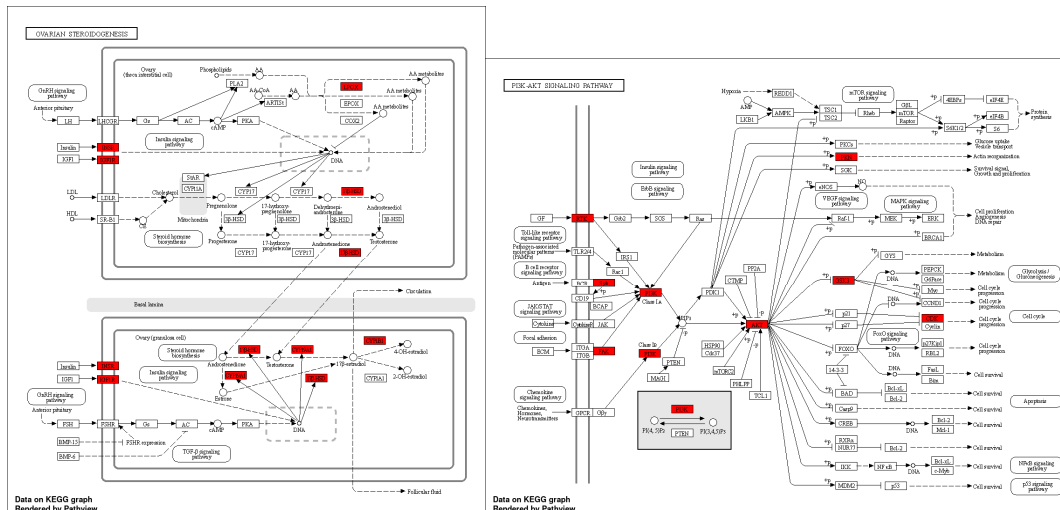 OVARIAN STEROIDOGENESIS
Ovary
(theca interstitial cell)
Phospholipids
AA
PLA2
AA-CoA
AA
ARTISt
AA metabolites
EPOX
AA metabolites
COX2
AA metabolites
GnRH signaling
pathway
Anterior pituitary
LH
LHCGR
Gs
AC
cAMP
PKA
Insulin signaling
pathway
Insulin
IGF1
DNA
StAR
CYP11A
CYP17
CYP17
LDL
LDLR
Cholesterol
Pregnenolone
17-hydroxy-
pregnenolone
Dehydroepi-
androsterone
Androstenediol
HDL
SR-B1
CE
Mitochondria
3β-HSD
3β-HSD
3β-HSD
3β-HSD
Steroid hormone
biosynthesis
Progesterone
17-hydroxy-
progesterone
Androstenedione
Testosterone
CYP17
CYP17
Circulation
Basal lamina
Ovary (granulosa cell)
Steroid hormone
biosynthesis
Androstenedione
Testosterone
17β-estradiol
4-OH-estradiol
CYP1A1
2-OH-estradiol
Insulin
IGF1
Insulin signaling
pathway
Estrone
GnRH signaling
pathway
Anterior pituitary
FSH
FSHR
Gs
AC
cAMP
PKA
DNA
FSHR expression
BMP-15
BMP-6
TGF-β signaling
pathway
Follicular fluid
Data on KEGG graph
Rendered by Pathview
PI3K-AKT SIGNALING PATHWAY
Hypoxia
REDD1
AMP
AMPK
LKB1
TSC1
TSC2
Rheb
mTOR signaling
pathway
GβL
mTOR
Raptor
4EBPs
eIF4E
S6K1/2
eIF4B
S6
Protein
synthesis
PKCs
Glucose uptake
Vesicle transport
Actin reorganization
SGK
Survival signal,
Growth and proliferation
Insulin signaling
pathway
ErbB signaling
pathway
eNOS
NO
VEGF signaling
pathway
MAPK signaling
pathway
GF
Grb2
SOS
Ras
Raf-1
MEK
ERK
Cell proliferation
Angiogenesis
DNA repair
BRCA1
Toll-like receptor
signaling pathway
Pathogen-associated
molecular patterns
(PAMPs)
TLR2/4
IRS1
Rac1
B cell receptor
signaling pathway
Antigen
BCR
CD19
BCAP
Class IA
JAK/STAT
signaling pathway
Cytokine
JAK
Focal adhesion
ECM
ITGA
ITGB
Class IB
PIP3
PDK1
CTMP
PP2A
HSP90
Cdc37
mTORC2
PHLPP
TCL1
PTEN
MAGI
Chemokine
signaling pathway
Chemokines,
Hormones,
Neurotransmitters
GPCR
Gβγ
PI(4, 5)P2
PI(3,4,5)P3
PTEN
GYS
Metabolism
DNA
PEPCK
G6Pase
Metabolism
Glycolysis /
Gluconeogenesis
Myc
Cell cycle
progression
CCND1
Cell cycle
progression
p21
p27
Cyclin
Cell cycle
progression
Cell cycle
FoxO signaling
pathway
FOXO
DNA
p27Kip1
RBL2
Cell cycle
progression
14-3-3
DNA
FasL
Bim
BAD
Bcl-xL
Bcl-2
Cell survival
Casp9
Cell survival
Apoptosis
CREB
DNA
Bcl-2
Mcl-1
Cell survival
RXRα
NUR77
Bcl-2
Cell survival
IKK
NFκB
DNA
Bcl-xL
c-Myb
Cell survival
NFκB signaling
pathway
MDM2
p53
Cell survival
p53 signaling
pathway
Data on KEGG graph
Rendered by Pathview